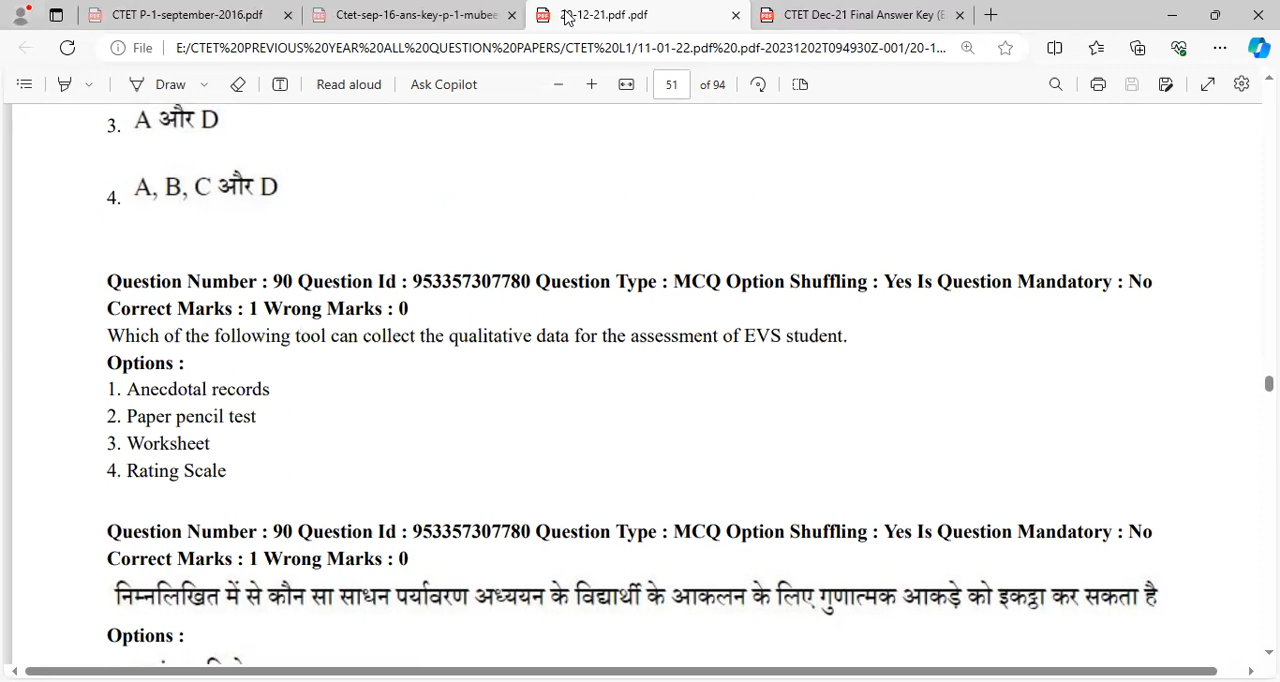 CTET P-1-september-2016.pdf
Ctet-sep-16-ans-key-p-1-mubee
-12-21.pdf .pdf
CTET Dec-21 Final Answer Key (E
File
E:/CTET%20PREVIOUS%20YEAR%20ALL%20QUESTION%20PAPERS/CTET%20L1/11-01-22.pdf%20.pdf-20231202T094930Z-001/20-1...
Draw
Read aloud
Ask Copilot
51 of 94
3. A और D
4. A, B, C और D
Question Number : 90 Question Id : 953357307780 Question Type : MCQ Option Shuffling : Yes Is Question Mandatory : No
Correct Marks : 1 Wrong Marks : 0
Which of the following tool can collect the qualitative data for the assessment of EVS student.
Options :
1. Anecdotal records
2. Paper pencil test
3. Worksheet
4. Rating Scale
Question Number : 90 Question Id : 953357307780 Question Type : MCQ Option Shuffling : Yes Is Question Mandatory : No
Correct Marks : 1 Wrong Marks : 0
निम्नलिखित में से कौन सा साधन पर्यावरण अध्ययन के विद्यार्थी के आकलन के लिए गुणात्मक आकड़े को इकट्ठा कर सकता है
Options :